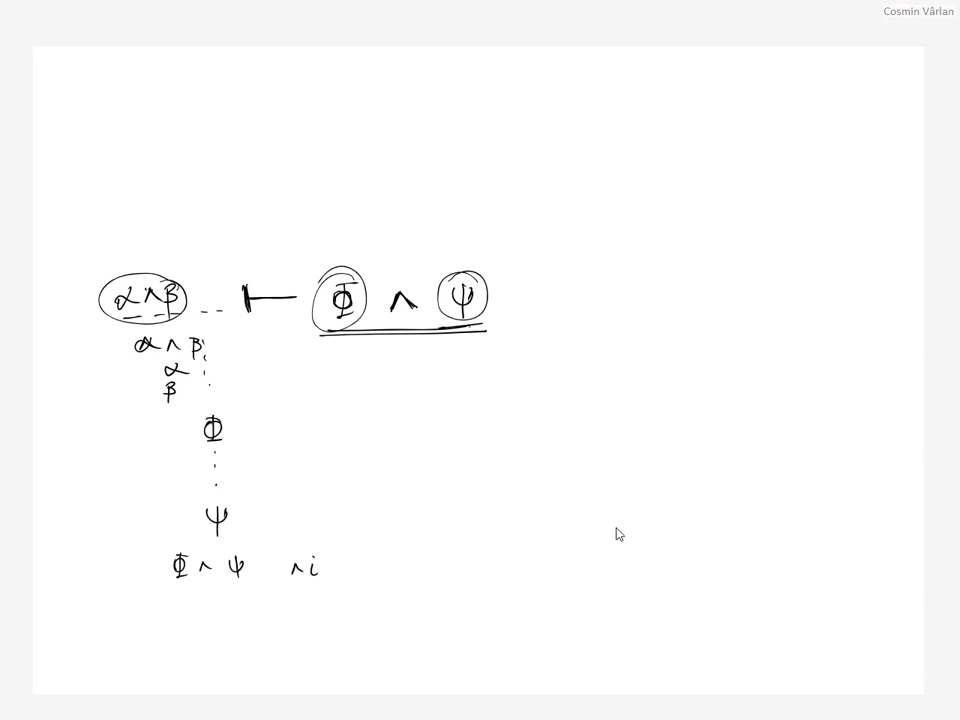 Cosmin Vârlan
α ∧ β ... ⊢ Φ ∧ Ψ
α ∧ β
α
β
⋮
Φ
⋮
Ψ
Φ ∧ Ψ ∧i